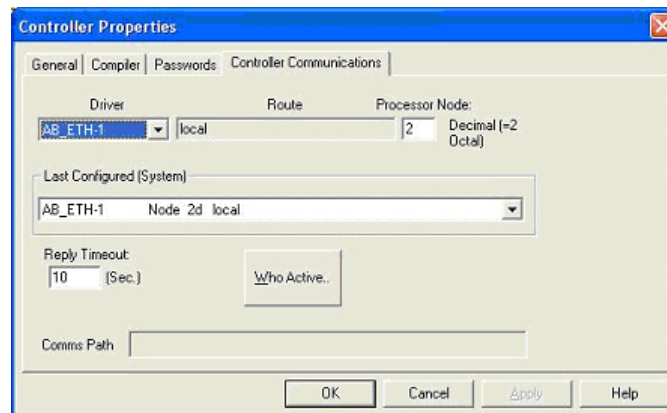 Controller Properties
General Compiler Passwords Controller Communications
Driver Route Processor Node:
AB_ETH-1 local 2 Decimal (=2
Octal)
Last Configured (System)
AB_ETH-1 Node 2d local
Reply Timeout:
10 (Sec.) Who Active..
Comms Path
OK Cancel Apply Help